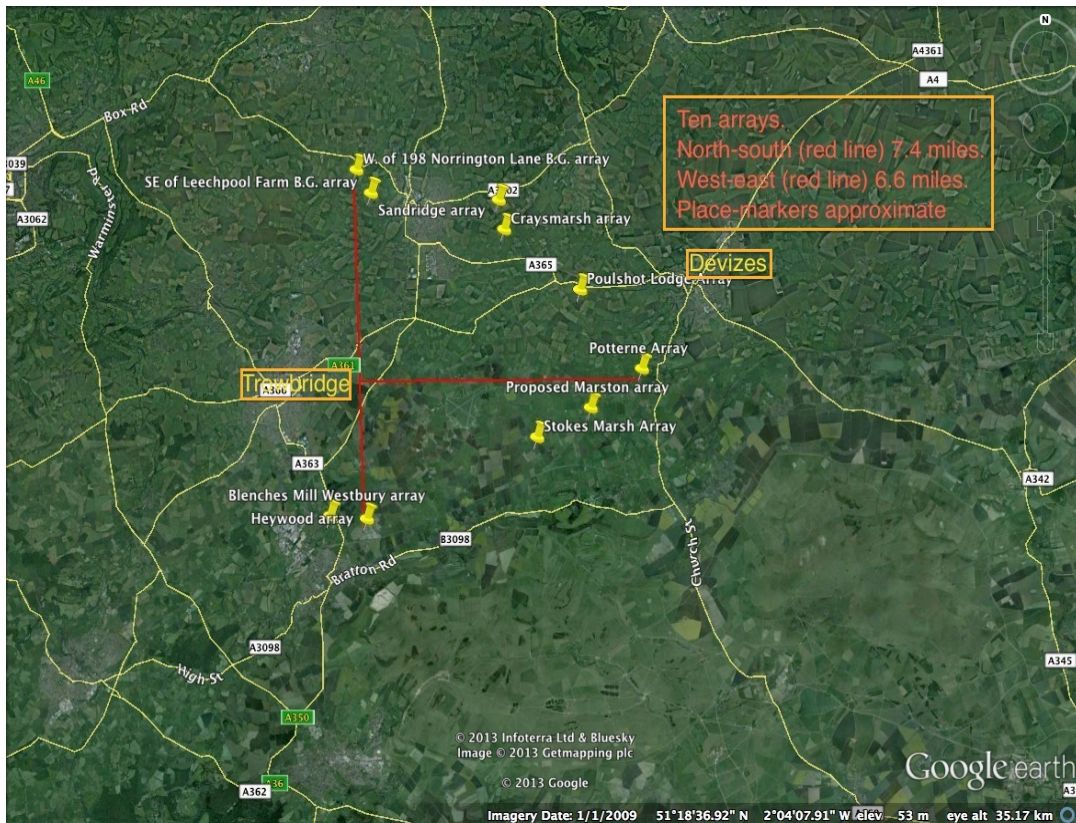 N
A46
A4361
A4
Box Rd
Ten arrays.
North-south (red line) 7.4 miles.
West-east (red line) 6.6 miles.
Place-markers approximate
W. of 198 Norrington Lane B.G. array
3039
7
SE of Leechpool Farm B.G. array
Warminster Rd
A3062
Sandridge array
Craysmarsh array
A365
Devizes
Poulshot Lodge Array
Potterne Array
A361
Trowbridge
Proposed Marston array
Stokes Marsh Array
A363
A342
Blenches Mill Westbury array
Heywood array
B3098
Church St
Bratton Rd
A3098
High St
A345
A350
© 2013 Infoterra Ltd & Bluesky
Image © 2013 Getmapping plc
© 2013 Google
Google earth
A36
A362
A3
Imagery Date: 1/1/2009 51°18'36.92" N 2°04'07.91" W elev 53 m eye alt 35.17 km